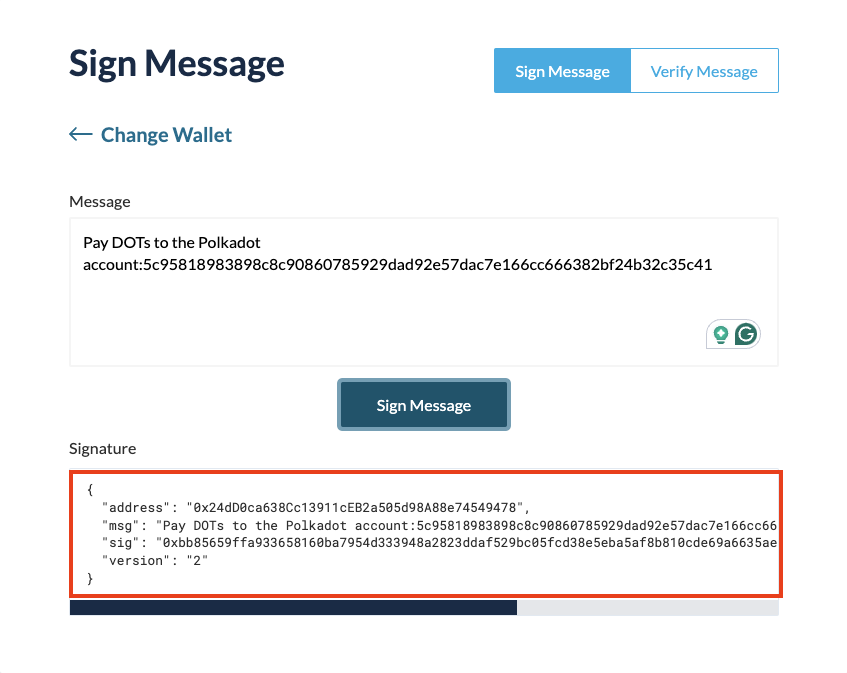 Sign Message
Sign Message
Verify Message
← Change Wallet
Message
Pay DOTs to the Polkadot
account:5c95818983898c8c90860785929dad92e57dac7e166cc666382bf24b32c35c41
Sign Message
Signature
{
"address": "0x24dD0ca638Cc13911cEB2a505d98A88e74549478",
"msg": "Pay DOTs to the Polkadot account:5c95818983898c8c90860785929dad92e57dac7e166cc66
"sig": "0xbb85659ffa933658160ba7954d333948a2823ddaf529bc05fcd38e5eba5af8b810cde69a6635ae
"version": "2"
}